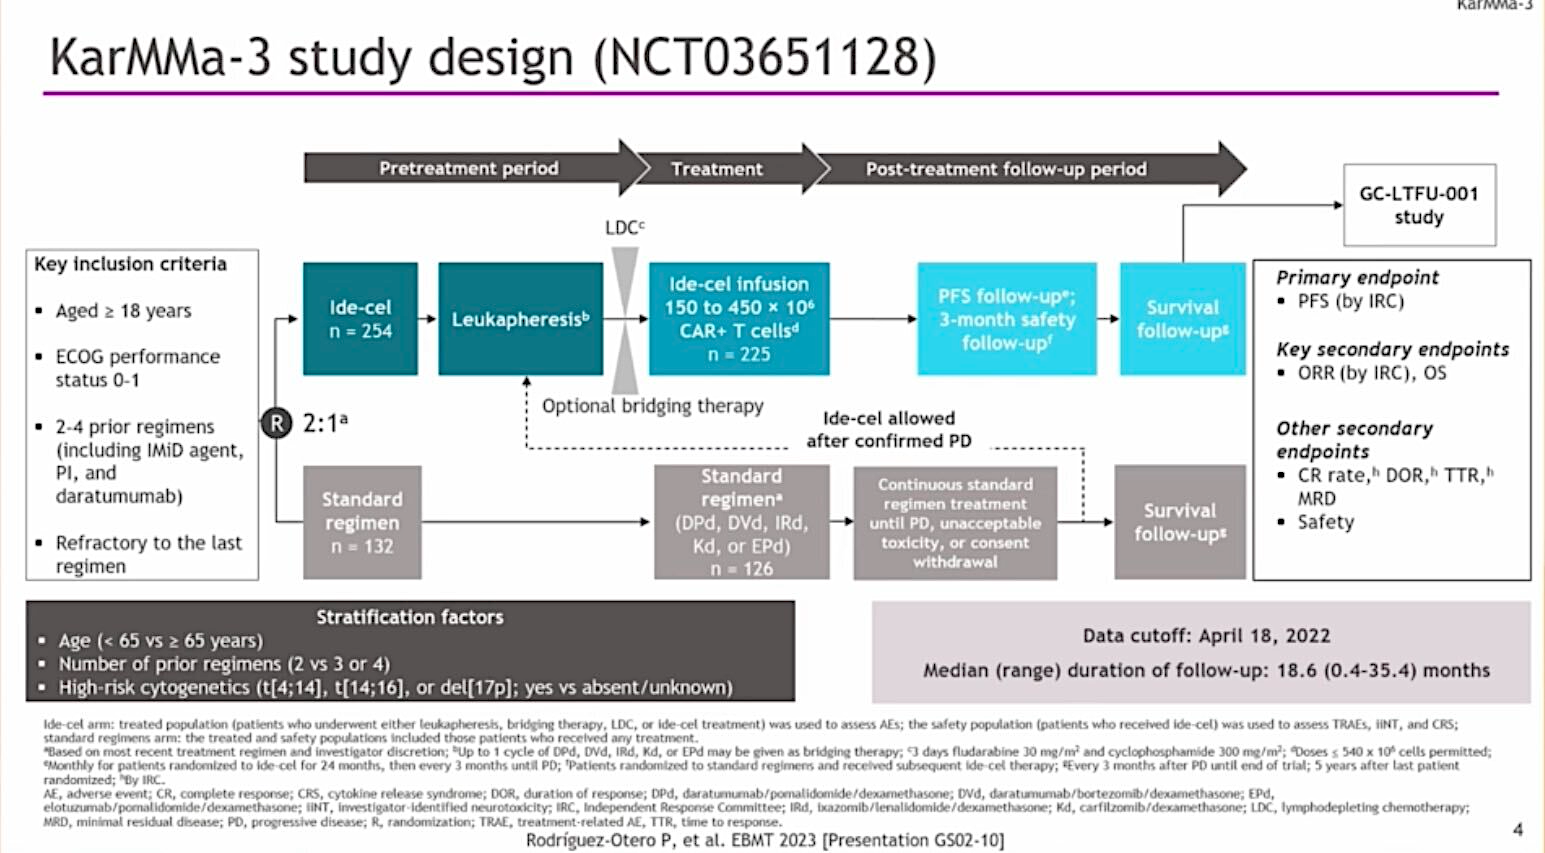 KarMMa-3
KarMMa-3 study design (NCT03651128)
Pretreatment period
Treatment
Post-treatment follow-up period
GC-LTFU-001
study
LDCᶜ
Key inclusion criteria
▪ Aged ≥ 18 years
▪ ECOG performance
status 0-1
▪ 2-4 prior regimens
(including IMiD agent,
PI, and
daratumumab)
▪ Refractory to the last
regimen
R 2:1ᵃ
Ide-cel
n = 254
Leukapheresisᵇ
Ide-cel infusion
150 to 450 × 10⁶
CAR+ T cellsᵈ
n = 225
PFS follow-upᵉ;
3-month safety
follow-upᶠ
Survival
follow-upᵍ
Optional bridging therapy
Ide-cel allowed
after confirmed PD
Standard
regimen
n = 132
Standard
regimenᵃ
(DPd, DVd, IRd,
Kd, or EPd)
n = 126
Continuous standard
regimen treatment
until PD, unacceptable
toxicity, or consent
withdrawal
Survival
follow-upᵍ
Primary endpoint
▪ PFS (by IRC)
Key secondary endpoints
▪ ORR (by IRC), OS
Other secondary
endpoints
▪ CR rate,ʰ DOR,ʰ TTR,ʰ
MRD
▪ Safety
Stratification factors
▪ Age (< 65 vs ≥ 65 years)
▪ Number of prior regimens (2 vs 3 or 4)
▪ High-risk cytogenetics (t[4;14], t[14;16], or del[17p]; yes vs absent/unknown)
Data cutoff: April 18, 2022
Median (range) duration of follow-up: 18.6 (0.4-35.4) months
Ide-cel arm: treated population (patients who underwent either leukapheresis, bridging therapy, LDC, or ide-cel treatment) was used to assess AEs; the safety population (patients who received ide-cel) was used to assess TRAEs, iiNT, and CRS;
standard regimens arm: the treated and safety populations included those patients who received any treatment.
ᵃBased on most recent treatment regimen and investigator discretion; ᵇUp to 1 cycle of DPd, DVd, IRd, Kd, or EPd may be given as bridging therapy; ᶜ3 days fludarabine 30 mg/m² and cyclophosphamide 300 mg/m²; ᵈDoses ≤ 540 x 10⁶ cells permitted;
ᵉMonthly for patients randomized to ide-cel for 24 months, then every 3 months until PD; ᶠPatients randomized to standard regimens and received subsequent ide-cel therapy; ᵍEvery 3 months after PD until end of trial; 5 years after last patient
randomized; ʰBy IRC.
AE, adverse event; CR, complete response; CRS, cytokine release syndrome; DOR, duration of response; DPd, daratumumab/pomalidomide/dexamethasone; DVd, daratumumab/bortezomib/dexamethasone; EPd,
elotuzumab/pomalidomide/dexamethasone; iiNT, investigator-identified neurotoxicity; IRC, Independent Response Committee; IRd, ixazomib/lenalidomide/dexamethasone; Kd, carfilzomib/dexamethasone; LDC, lymphodepleting chemotherapy;
MRD, minimal residual disease; PD, progressive disease; R, randomization; TRAE, treatment-related AE, TTR, time to response.
Rodríguez-Otero P, et al. EBMT 2023 [Presentation GS02-10]
4